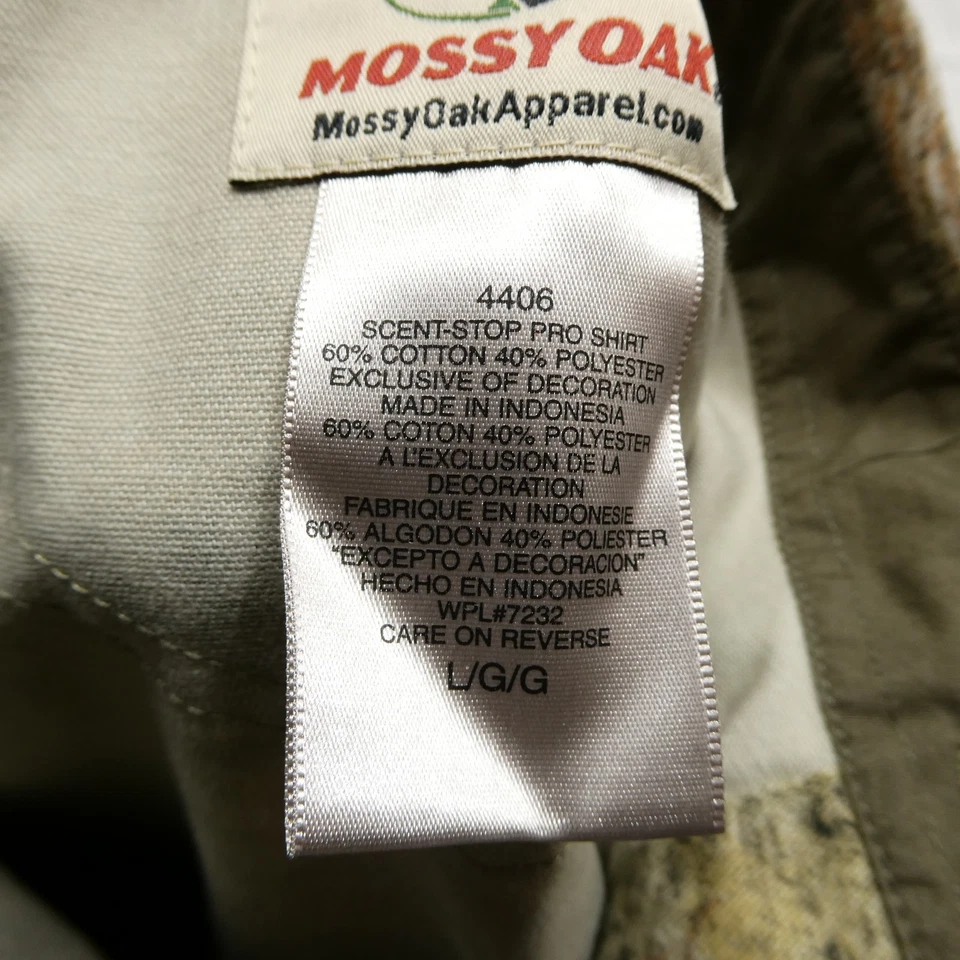 MOSSY OAK
MossyOakApparel.com
4406
SCENT-STOP PRO SHIRT
60% COTTON 40% POLYESTER
EXCLUSIVE OF DECORATION
MADE IN INDONESIA
60% COTON 40% POLYESTER
A L'EXCLUSION DE LA
DECORATION
FABRIQUE EN INDONESIE
60% ALGODON 40% POLIESTER
"EXCEPTO A DECORACION"
HECHO EN INDONESIA
WPL#7232
CARE ON REVERSE
L/G/G